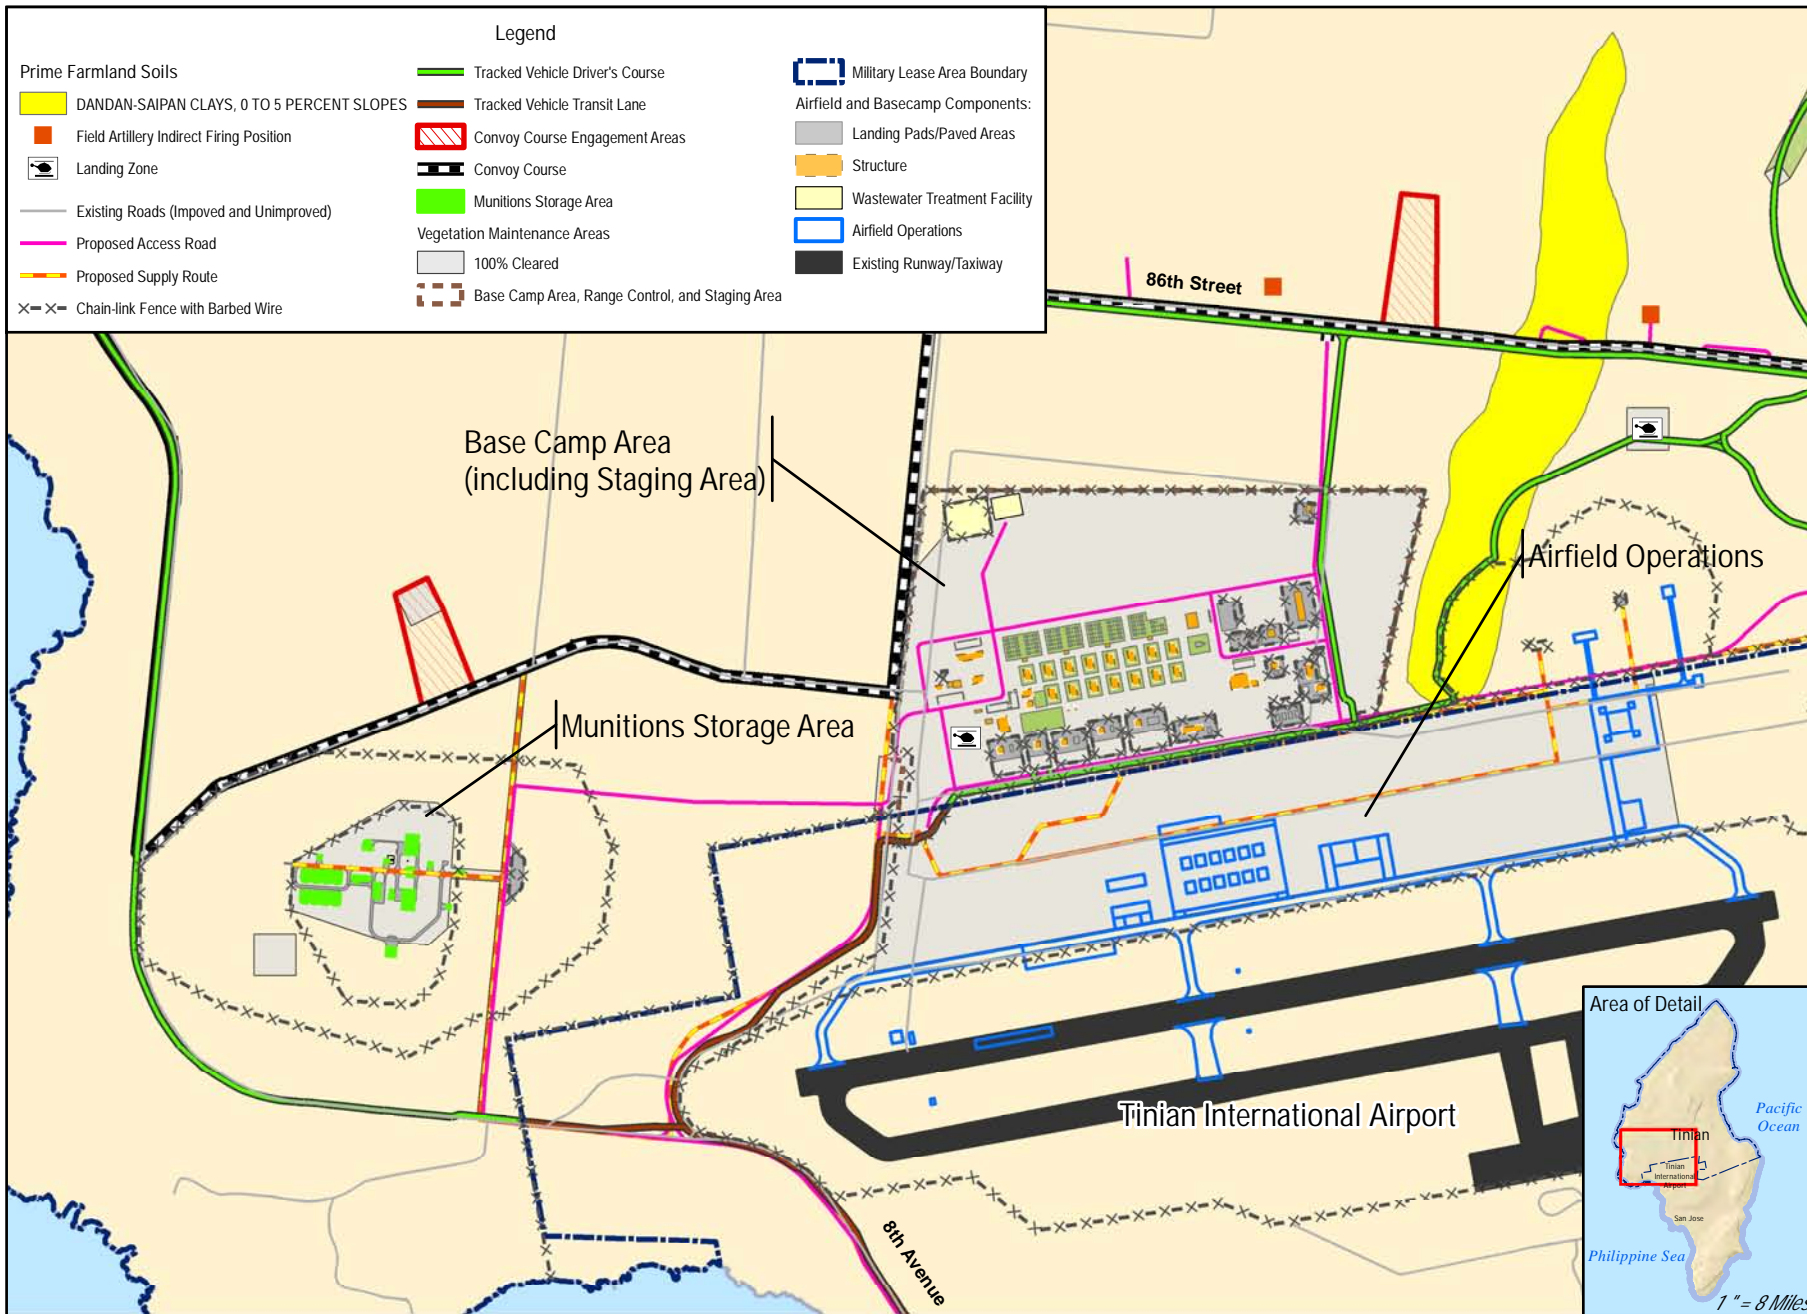 Legend
Prime Farmland Soils
DANDAN-SAIPAN CLAYS, 0 TO 5 PERCENT SLOPES
Field Artillery Indirect Firing Position
Landing Zone
Existing Roads (Impoved and Unimproved)
Proposed Access Road
Proposed Supply Route
Chain-link Fence with Barbed Wire
Tracked Vehicle Driver's Course
Tracked Vehicle Transit Lane
Convoy Course Engagement Areas
Convoy Course
Munitions Storage Area
Vegetation Maintenance Areas
100% Cleared
Base Camp Area, Range Control, and Staging Area
Military Lease Area Boundary
Airfield and Basecamp Components:
Landing Pads/Paved Areas
Structure
Wastewater Treatment Facility
Airfield Operations
Existing Runway/Taxiway
86th Street
Base Camp Area
(including Staging Area)
Airfield Operations
Munitions Storage Area
Tinian International Airport
8th Avenue
Area of Detail
Pacific
Ocean
Tinian
Tinian
International
Airport
San Jose
Philippine Sea
1 " = 8 Miles